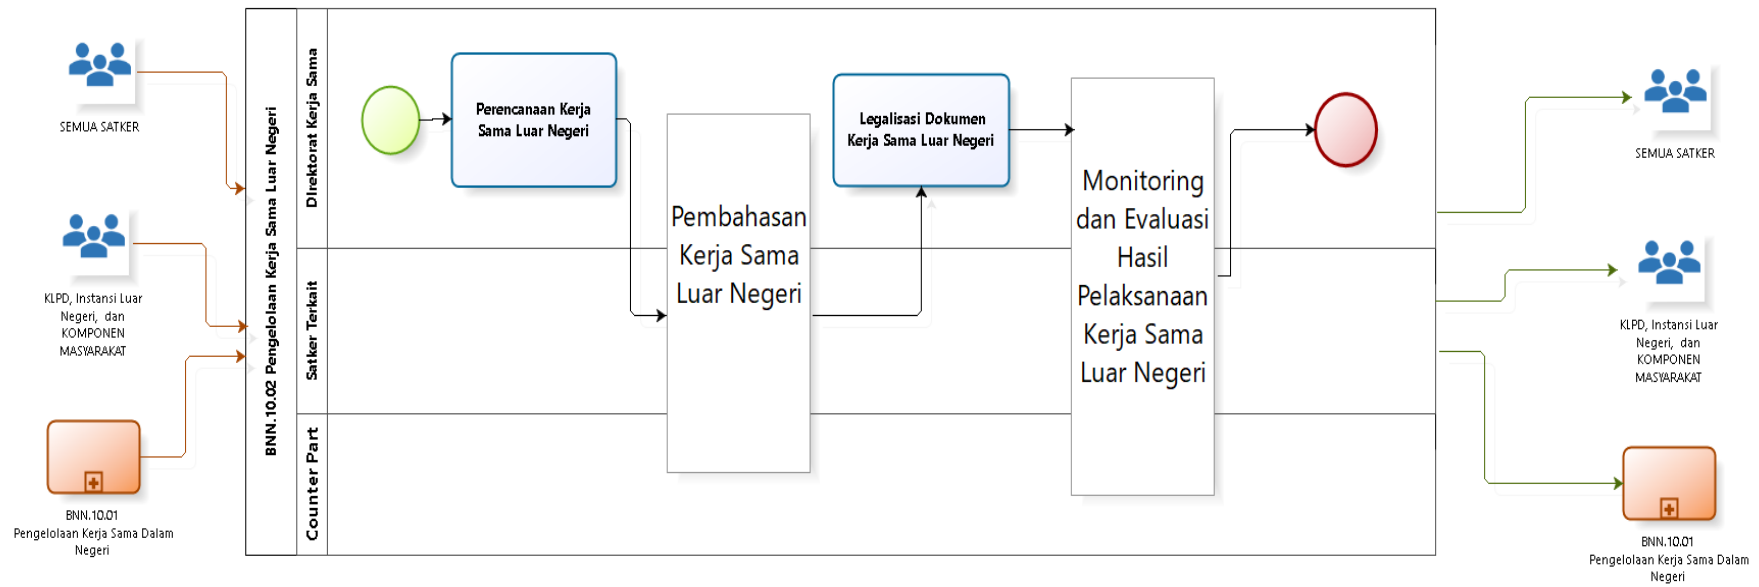 SEMUA SATKER
KLPD, Instansi Luar
Negeri, dan
KOMPONEN
MASYARAKAT
BNN.10.01
Pengelolaan Kerja Sama Dalam
Negeri
BNN.10.02 Pengelolaan Kerja Sama Luar Negeri
Direktorat Kerja Sama
Satker Terkait
Counter Part
Perencanaan Kerja
Sama Luar Negeri
Pembahasan
Kerja Sama
Luar Negeri
Legalisasi Dokumen
Kerja Sama Luar Negeri
Monitoring
dan Evaluasi
Hasil
Pelaksanaan
Kerja Sama
Luar Negeri
SEMUA SATKER
KLPD, Instansi Luar
Negeri, dan
KOMPONEN
MASYARAKAT
BNN.10.01
Pengelolaan Kerja Sama Dalam
Negeri